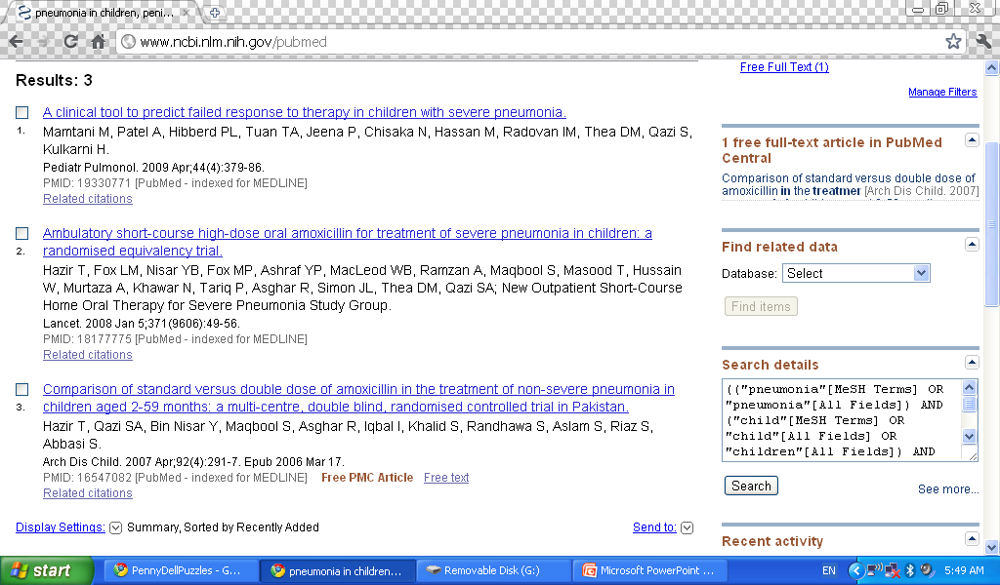 pneumonia in children, peni...
www.ncbi.nlm.nih.gov/pubmed
Results: 3
A clinical tool to predict failed response to therapy in children with severe pneumonia.
1.
Mamtani M, Patel A, Hibberd PL, Tuan TA, Jeena P, Chisaka N, Hassan M, Radovan IM, Thea DM, Qazi S,
Kulkarni H.
Pediatr Pulmonol. 2009 Apr;44(4):379-86.
PMID: 19330771 [PubMed - indexed for MEDLINE]
Related citations
Ambulatory short-course high-dose oral amoxicillin for treatment of severe pneumonia in children: a
2.
randomised equivalency trial.
Hazir T, Fox LM, Nisar YB, Fox MP, Ashraf YP, MacLeod WB, Ramzan A, Maqbool S, Masood T, Hussain
W, Murtaza A, Khawar N, Tariq P, Asghar R, Simon JL, Thea DM, Qazi SA; New Outpatient Short-Course
Home Oral Therapy for Severe Pneumonia Study Group.
Lancet. 2008 Jan 5;371(9606):49-56.
PMID: 18177775 [PubMed - indexed for MEDLINE]
Related citations
Comparison of standard versus double dose of amoxicillin in the treatment of non-severe pneumonia in
3.
children aged 2-59 months: a multi-centre, double blind, randomised controlled trial in Pakistan.
Hazir T, Qazi SA, Bin Nisar Y, Maqbool S, Asghar R, Iqbal I, Khalid S, Randhawa S, Aslam S, Riaz S,
Abbasi S.
Arch Dis Child. 2007 Apr;92(4):291-7. Epub 2006 Mar 17.
PMID: 16547082 [PubMed - indexed for MEDLINE] Free PMC Article Free text
Related citations
Display Settings: Summary, Sorted by Recently Added Send to:
Free Full Text (1)
Manage Filters
1 free full-text article in PubMed
Central
Comparison of standard versus double dose of
amoxicillin in the treatmer [Arch Dis Child. 2007]
Find related data
Database: Select
Find items
Search details
(("pneumonia"[MeSH Terms] OR
"pneumonia"[All Fields]) AND
("child"[MeSH Terms] OR
"child"[All Fields] OR
"children"[All Fields]) AND
Search
See more...
Recent activity
start PennyDellPuzzles - G... pneumonia in children... Removable Disk (G:) Microsoft PowerPoint ... EN 5:49 AM